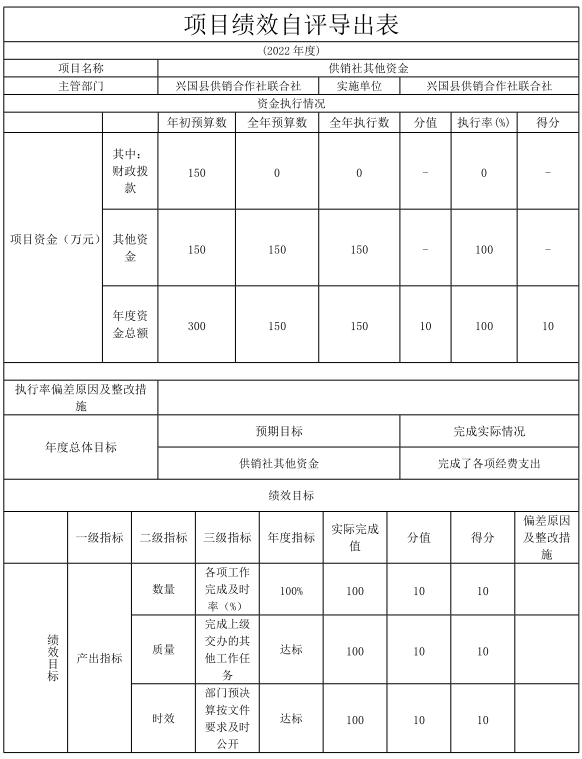 项目绩效自评导出表
(2022 年度)
项目名称 供销社其他资金
主管部门 兴国县供销合作社联合社 实施单位 兴国县供销合作社联合社
资金执行情况
年初预算数 全年预算数 全年执行数 分值 执行率(%) 得分
项目资金（万元）
其中:
财政拨
款
150 0 0 - 0 -
其他资
金
150 150 150 - 100 -
年度资
金总额
300 150 150 10 100 10
执行率偏差原因及整改措
施
年度总体目标
预期目标 完成实际情况
供销社其他资金 完成了各项经费支出
绩效目标
一级指标 二级指标 三级指标 年度指标
实际完成
值
分值 得分
偏差原因
及整改措
施
绩
效
目
标
产出指标
数量
各项工作
完成及时
率（%）
100% 100 10 10
质量
完成上级
交办的其
他工作任
务
达标 100 10 10
时效
部门预决
算按文件
要求及时
公开
达标 100 10 10